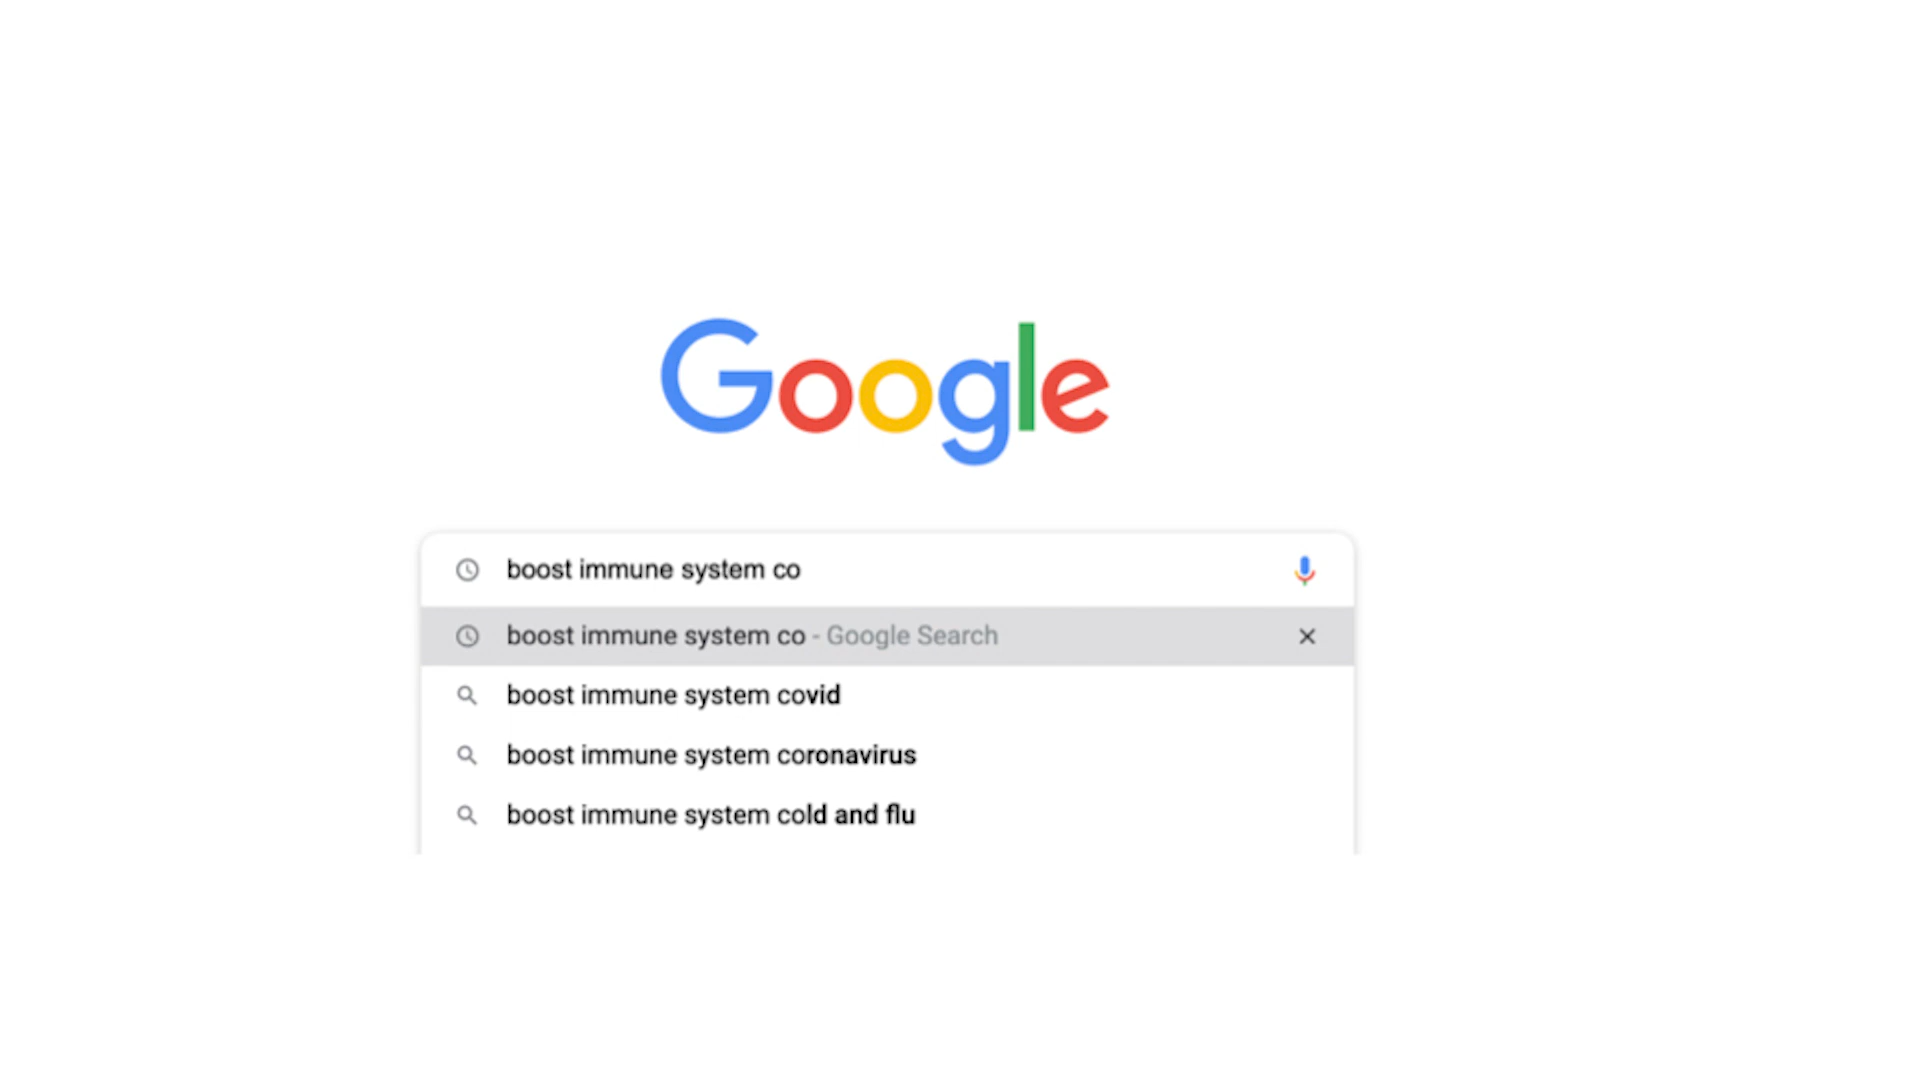 Google
boost immune system co
boost immune system co - Google Search
boost immune system covid
boost immune system coronavirus
boost immune system cold and flu